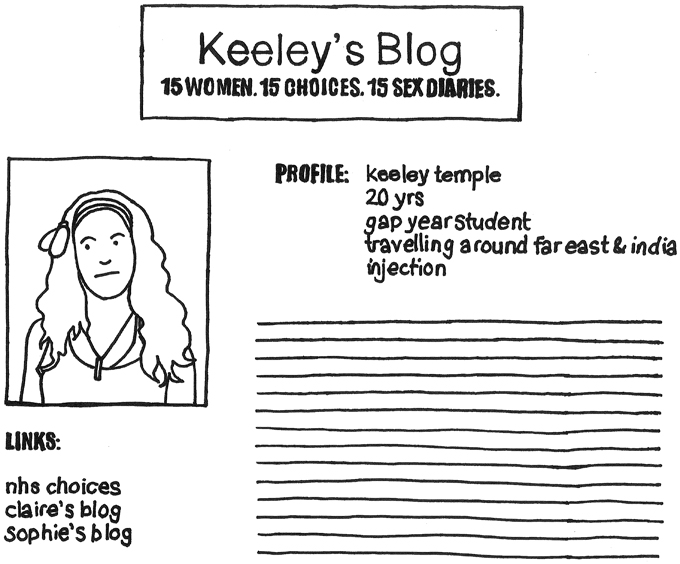 Keeley's Blog
15 WOMEN. 15 CHOICES. 15 SEX DIARIES.
PROFILE: keeley temple
20 yrs
gap year student
travelling around far east & india
injection
LINKS:
nhs choices
claire's blog
sophie's blog